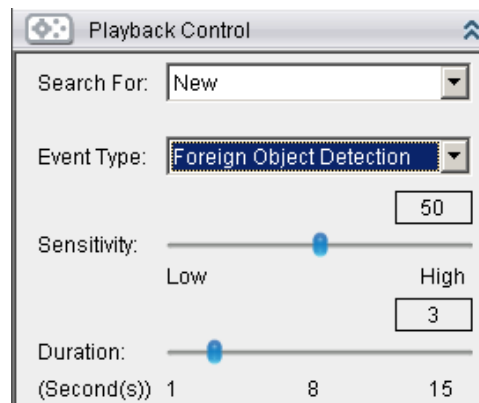 Playback Control
Search For: New
Event Type: Foreign Object Detection
50
Sensitivity:
Low High
3
Duration:
(Second(s)) 1 8 15